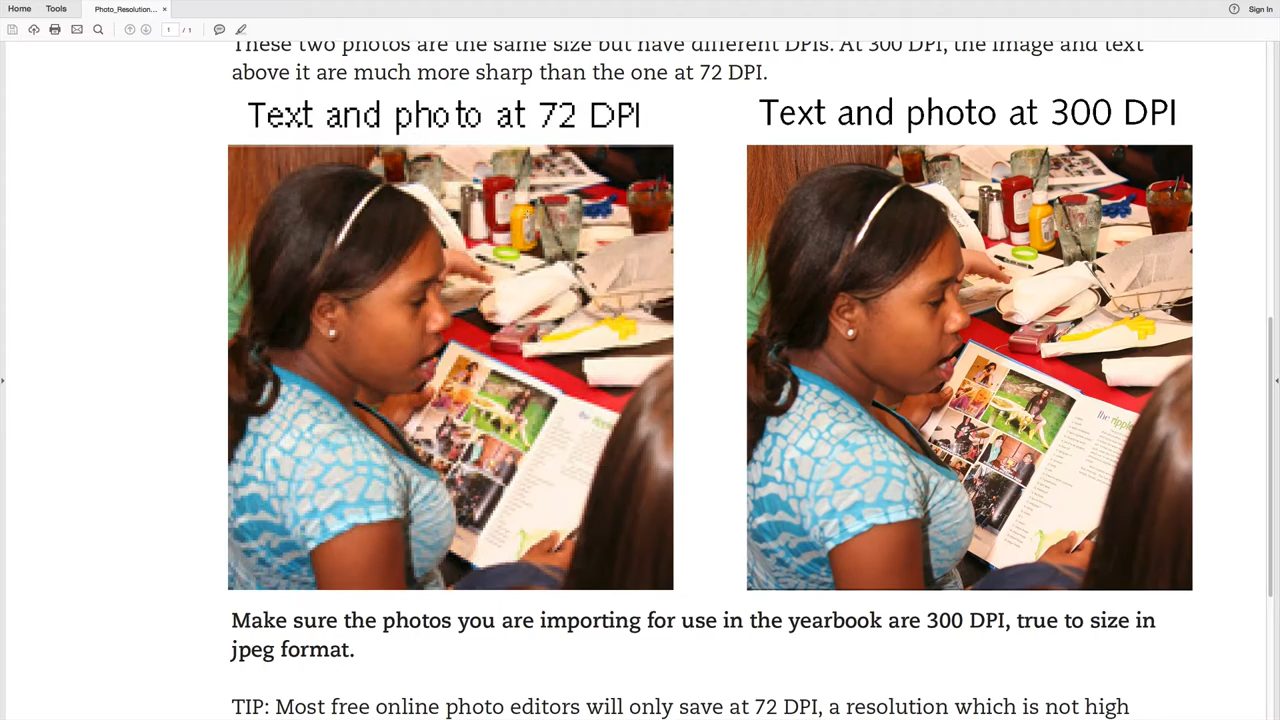 Home Tools Photo_Resolution... × Sign In
1 / 1
These two photos are the same size but have different DPIs. At 300 DPI, the image and text
above it are much more sharp than the one at 72 DPI.
Text and photo at 72 DPI
Text and photo at 300 DPI
the ripple
Make sure the photos you are importing for use in the yearbook are 300 DPI, true to size in
jpeg format.
TIP: Most free online photo editors will only save at 72 DPI, a resolution which is not high